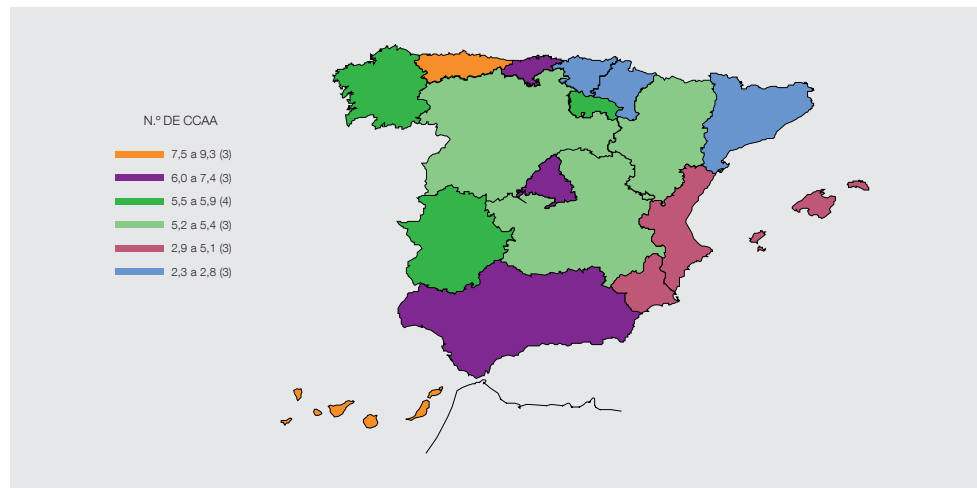 N.º DE CCAA
7,5 a 9,3 (3)
6,0 a 7,4 (3)
5,5 a 5,9 (4)
5,2 a 5,4 (3)
2,9 a 5,1 (3)
2,3 a 2,8 (3)